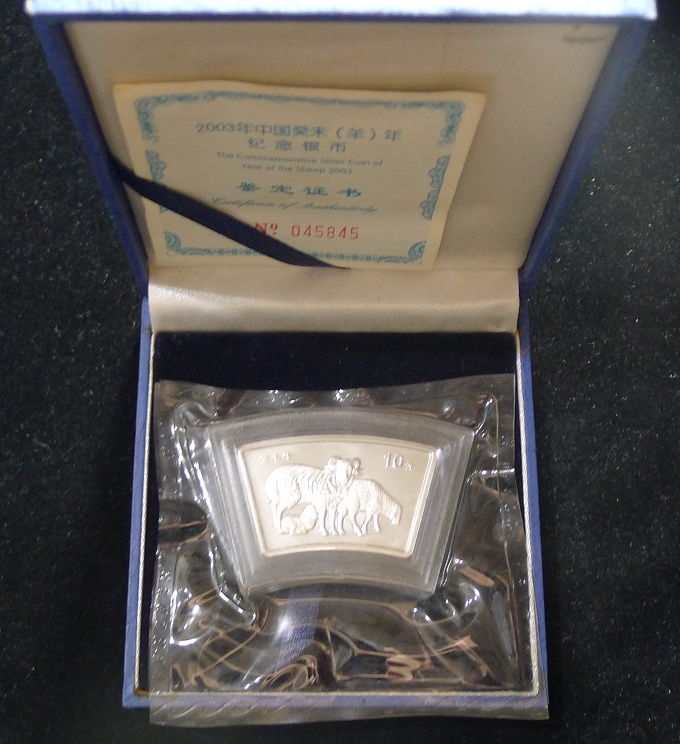 2003年中国癸未（羊）年
纪念银币
The Commemorative Silver Coin of
Year of the Sheep 2003
鉴定证书
Certificate of Authenticity
Nº 045845
10元